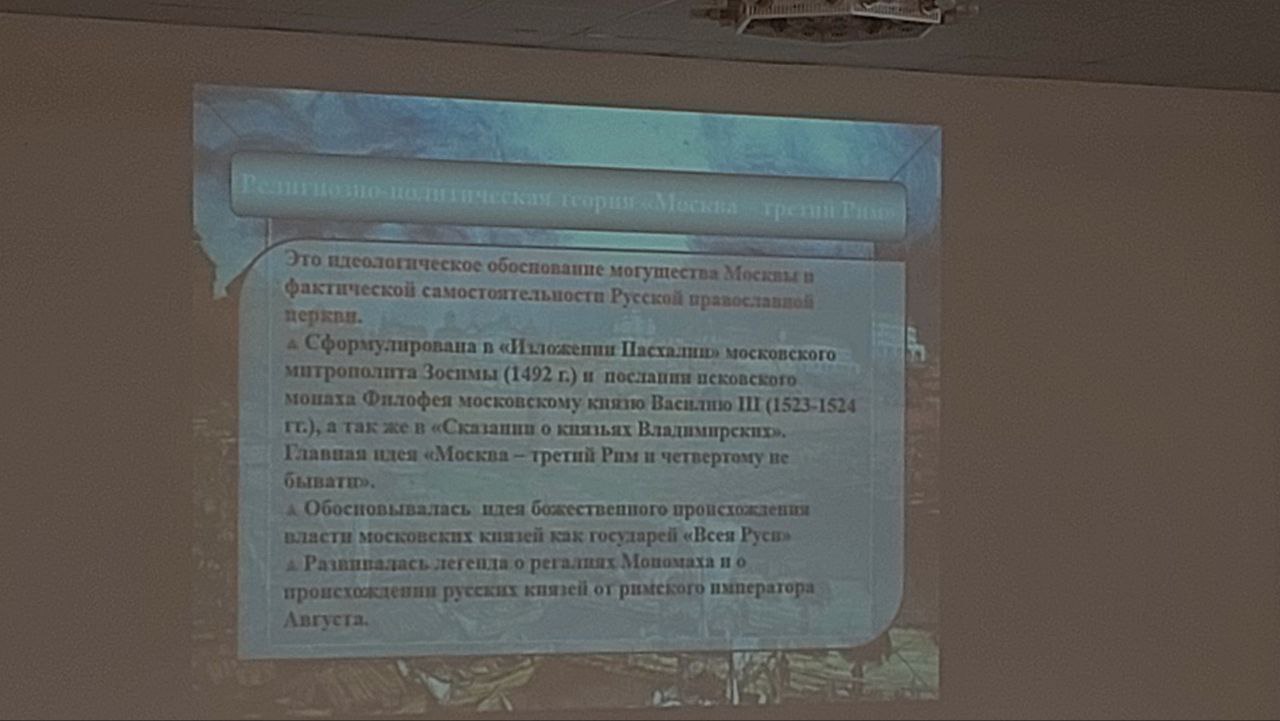 Религиозно-политическая теория «Москва – третий Рим»
Это идеологическое обоснование могущества Москвы и
фактической самостоятельности Русской православной
церкви.
Сформулирована в «Изложении Пасхалии» московского
митрополита Зосимы (1492 г.) и послании псковского
монаха Филофея московскому князю Василию III (1523-1524
гг.), а так же в «Сказании о князьях Владимирских».
Главная идея «Москва – третий Рим и четвертому не
бывати».
Обосновывалась идея божественного происхождения
власти московских князей как государей «Всея Руси»
Развивалась легенда о регалиях Мономаха и о
происхождении русских князей от римского императора
Августа.